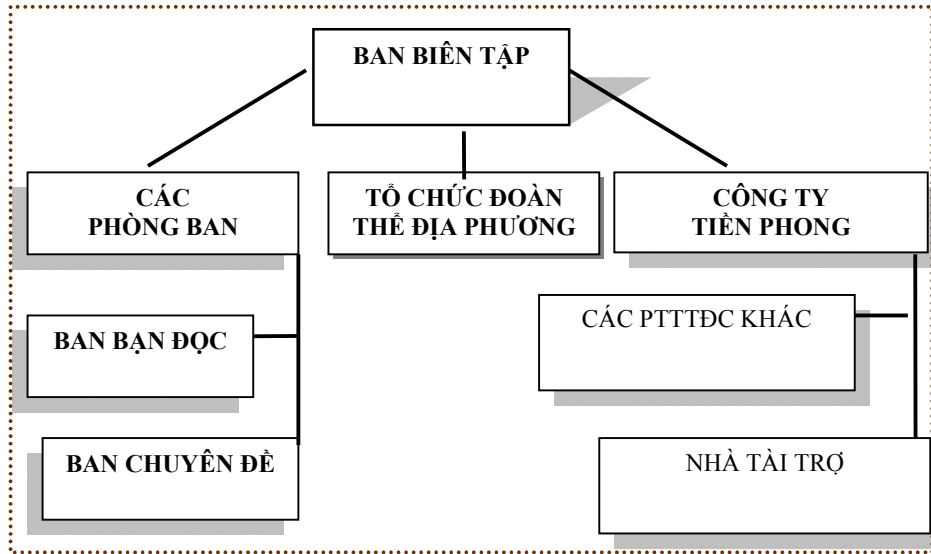 BAN BIÊN TẬP
CÁC
PHÒNG BAN
TỔ CHỨC ĐOÀN
THỂ ĐỊA PHƯƠNG
CÔNG TY
TIỀN PHONG
BAN BẠN ĐỌC
CÁC PTTTĐC KHÁC
BAN CHUYÊN ĐỀ
NHÀ TÀI TRỢ